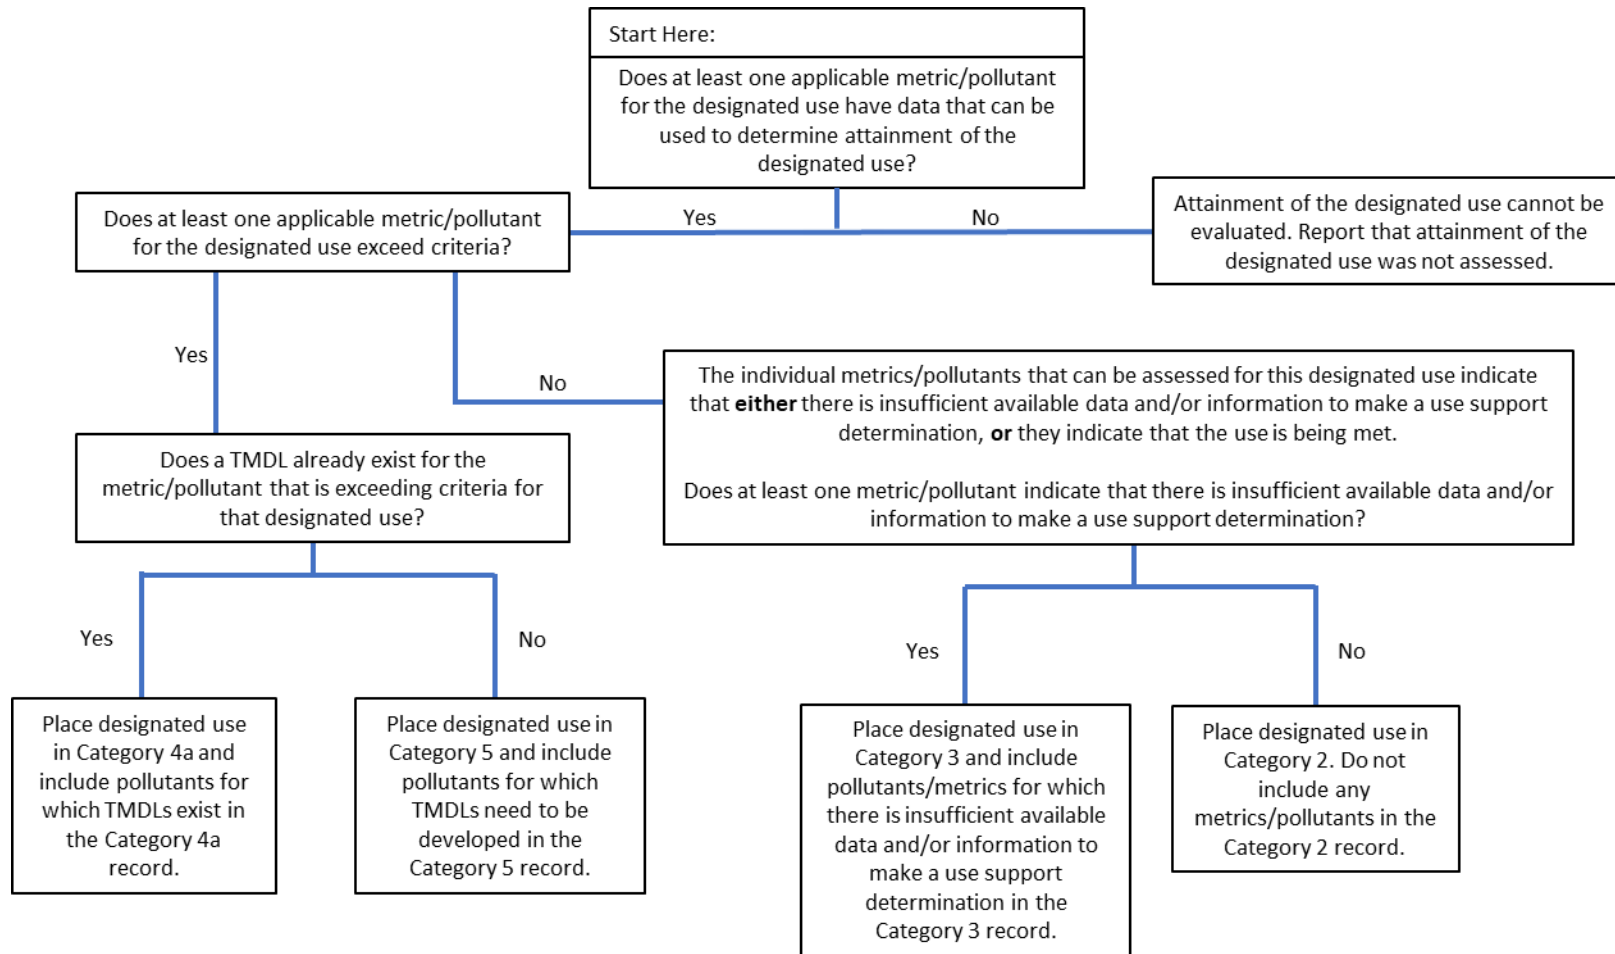 Start Here:
Does at least one applicable metric/pollutant
for the designated use have data that can be
used to determine attainment of the
designated use?
Does at least one applicable metric/pollutant
for the designated use exceed criteria?
Yes
No
Attainment of the designated use cannot be
evaluated. Report that attainment of the
designated use was not assessed.
Yes
No
The individual metrics/pollutants that can be assessed for this designated use indicate
that either there is insufficient available data and/or information to make a use support
determination, or they indicate that the use is being met.
Does at least one metric/pollutant indicate that there is insufficient available data and/or
information to make a use support determination?
Does a TMDL already exist for the
metric/pollutant that is exceeding criteria for
that designated use?
Yes
No
Yes
No
Place designated use
in Category 4a and
include pollutants for
which TMDLs exist in
the Category 4a
record.
Place designated use in
Category 5 and include
pollutants for which
TMDLs need to be
developed in the
Category 5 record.
Place designated use in
Category 3 and include
pollutants/metrics for which
there is insufficient available
data and/or information to
make a use support
determination in the
Category 3 record.
Place designated use in
Category 2. Do not
include any
metrics/pollutants in the
Category 2 record.